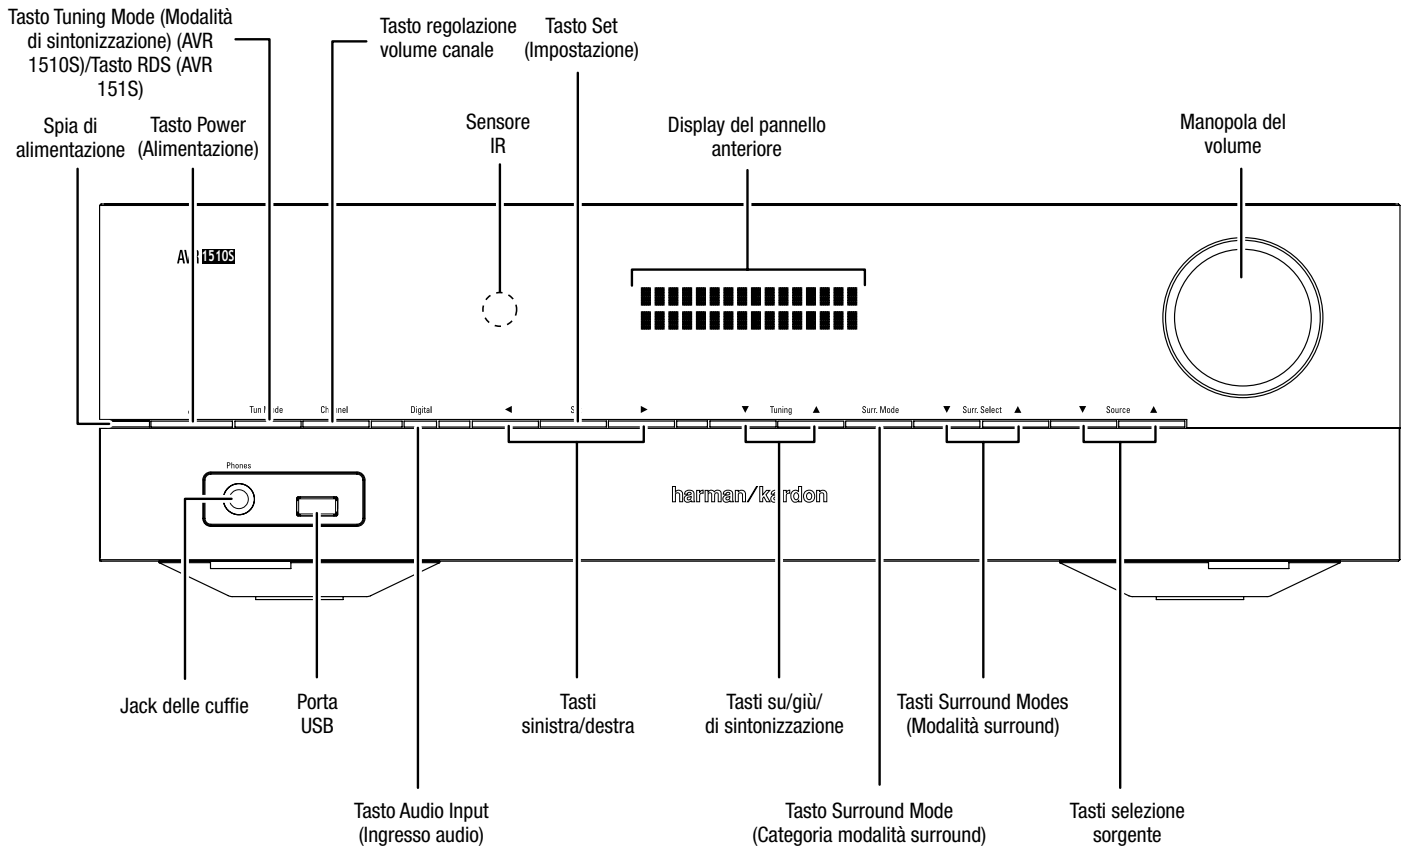 Tasto Tuning Mode (Modalità
di sintonizzazione) (AVR
1510S)/Tasto RDS (AVR
151S)
Tasto regolazione
volume canale
Tasto Set
(Impostazione)
Spia di
alimentazione
Tasto Power
(Alimentazione)
Sensore
IR
Display del pannello
anteriore
Manopola del
volume
1510S
Digital
Tuning
Surr. Mode
Surr. Select
Source
Phones
harman/kardon
Jack delle cuffie
Porta
USB
Tasti
sinistra/destra
Tasti su/giù/
di sintonizzazione
Tasti Surround Modes
(Modalità surround)
Tasto Audio Input
(Ingresso audio)
Tasto Surround Mode
(Categoria modalità surround)
Tasti selezione
sorgente